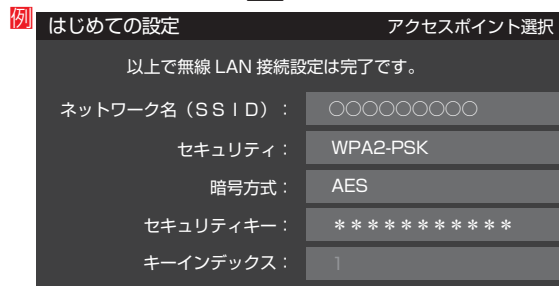 例
はじめての設定 アクセスポイント選択
以上で無線 LAN 接続設定は完了です。
ネットワーク名（ＳＳＩＤ）： ○○○○○○○○○
セキュリティ： WPA2-PSK
暗号方式： AES
セキュリティキー： ＊＊＊＊＊＊＊＊＊＊＊
キーインデックス： 1